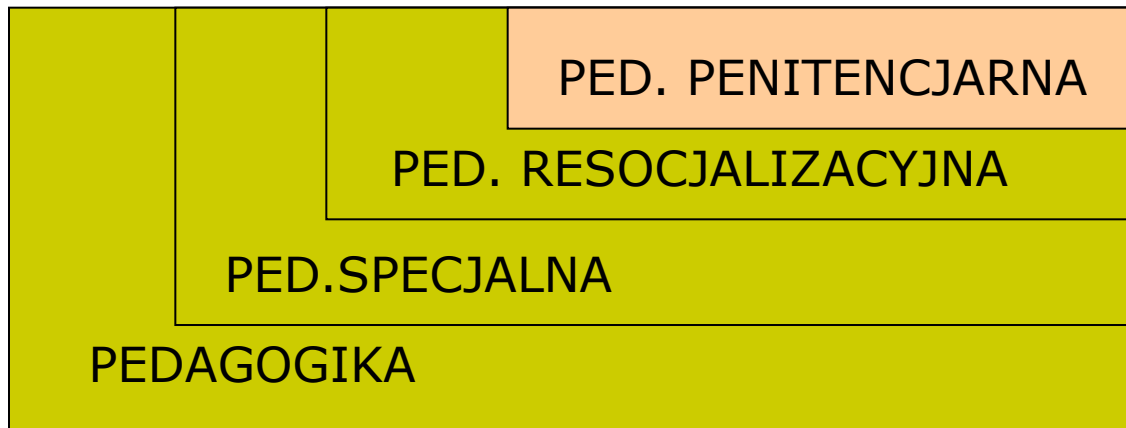 PED. PENITENCJARNA
PED. RESOCJALIZACYJNA
PED.SPECJALNA
PEDAGOGIKA